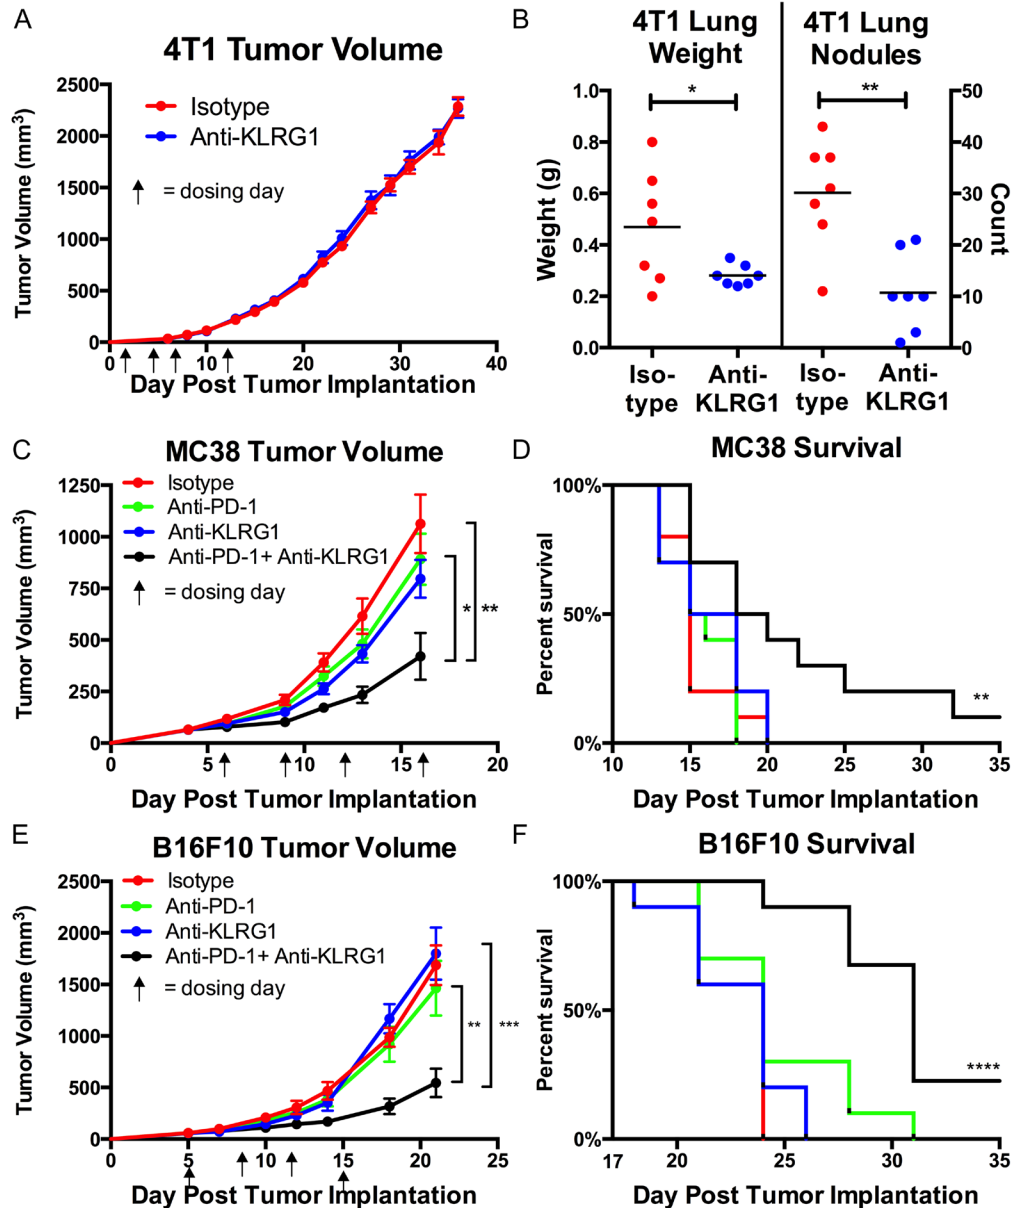 A
4T1 Tumor Volume
Isotype
Anti-KLRG1
= dosing day
Tumor Volume (mm3)
2500
2000
1500
1000
500
0
0 10 20 30 40
Day Post Tumor Implantation
B
4T1 Lung
Weight
4T1 Lung
Nodules
* **
Weight (g)
1.0
0.8
0.6
0.4
0.2
0.0
50
40
30
20
10
0
Count
Iso-
type
Anti-
KLRG1
Iso-
type
Anti-
KLRG1
C
MC38 Tumor Volume
Isotype
Anti-PD-1
Anti-KLRG1
Anti-PD-1+ Anti-KLRG1
= dosing day
* **
Tumor Volume (mm3)
1250
1000
750
500
250
0
0 5 10 15 20
Day Post Tumor Implantation
D
MC38 Survival
Percent survival
100%
50%
0%
**
10 15 20 25 30 35
Day Post Tumor Implantation
E
B16F10 Tumor Volume
Isotype
Anti-PD-1
Anti-KLRG1
Anti-PD-1+ Anti-KLRG1
= dosing day
** ***
Tumor Volume (mm3)
2500
2000
1500
1000
500
0
0 5 10 15 20 25
Day Post Tumor Implantation
F
B16F10 Survival
Percent survival
100%
50%
0%
****
17 20 25 30 35
Day Post Tumor Implantation